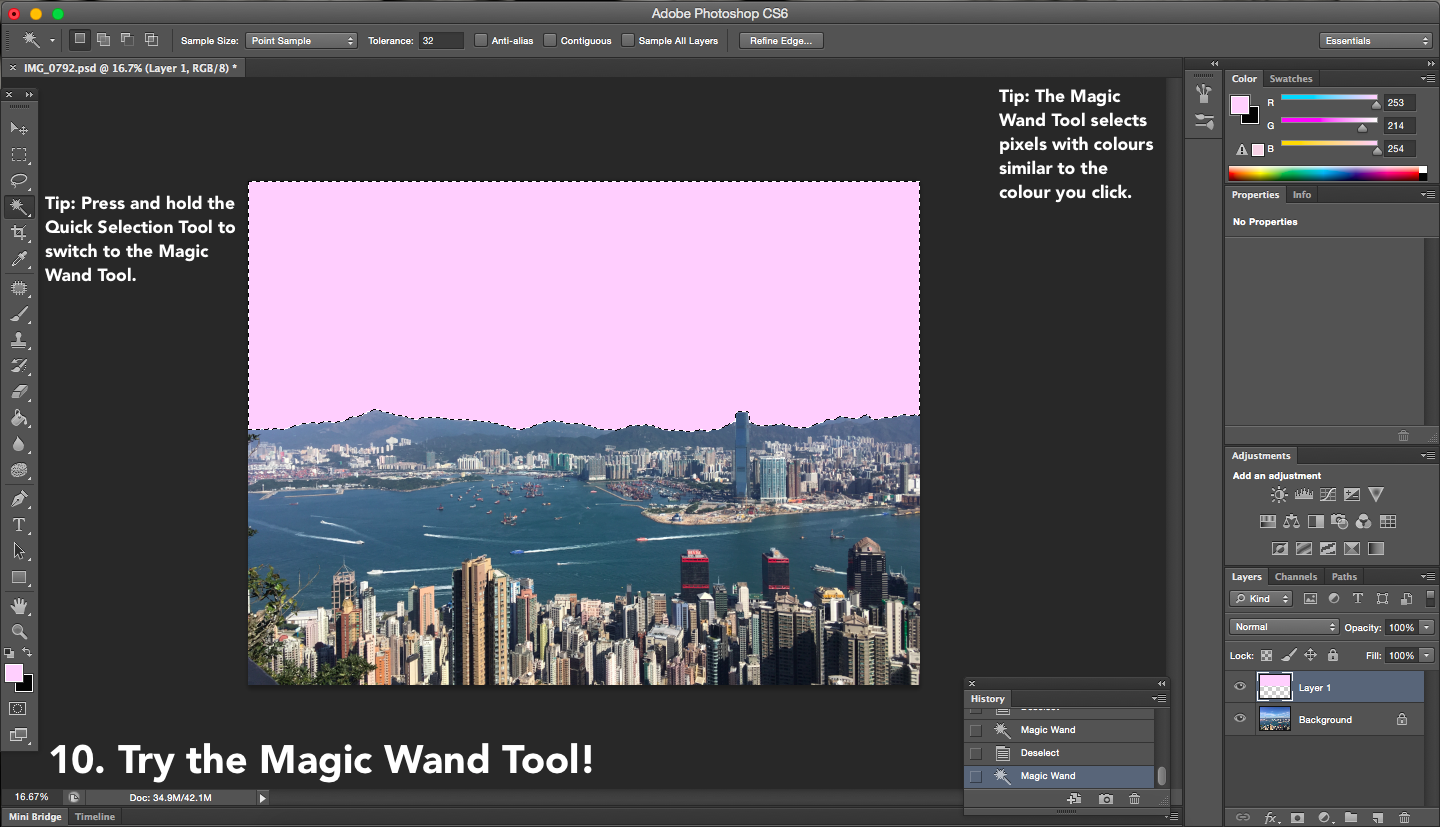 Adobe Photoshop CS6
Sample Size: Point Sample Tolerance: 32 Anti-alias Contiguous Sample All Layers Refine Edge... Essentials
IMG_0792.psd @ 16.7% (Layer 1, RGB/8) *
Tip: Press and hold the
Quick Selection Tool to
switch to the Magic
Wand Tool.
Tip: The Magic
Wand Tool selects
pixels with colours
similar to the
colour you click.
10. Try the Magic Wand Tool!
16.67% Doc: 34.9M/42.1M
Mini Bridge Timeline
History
Deselect
Magic Wand
Deselect
Magic Wand
Color Swatches
R 253
G 214
B 254
Properties Info
No Properties
Adjustments
Add an adjustment
Layers Channels Paths
Kind
Normal Opacity: 100%
Lock: Fill: 100%
Layer 1
Background